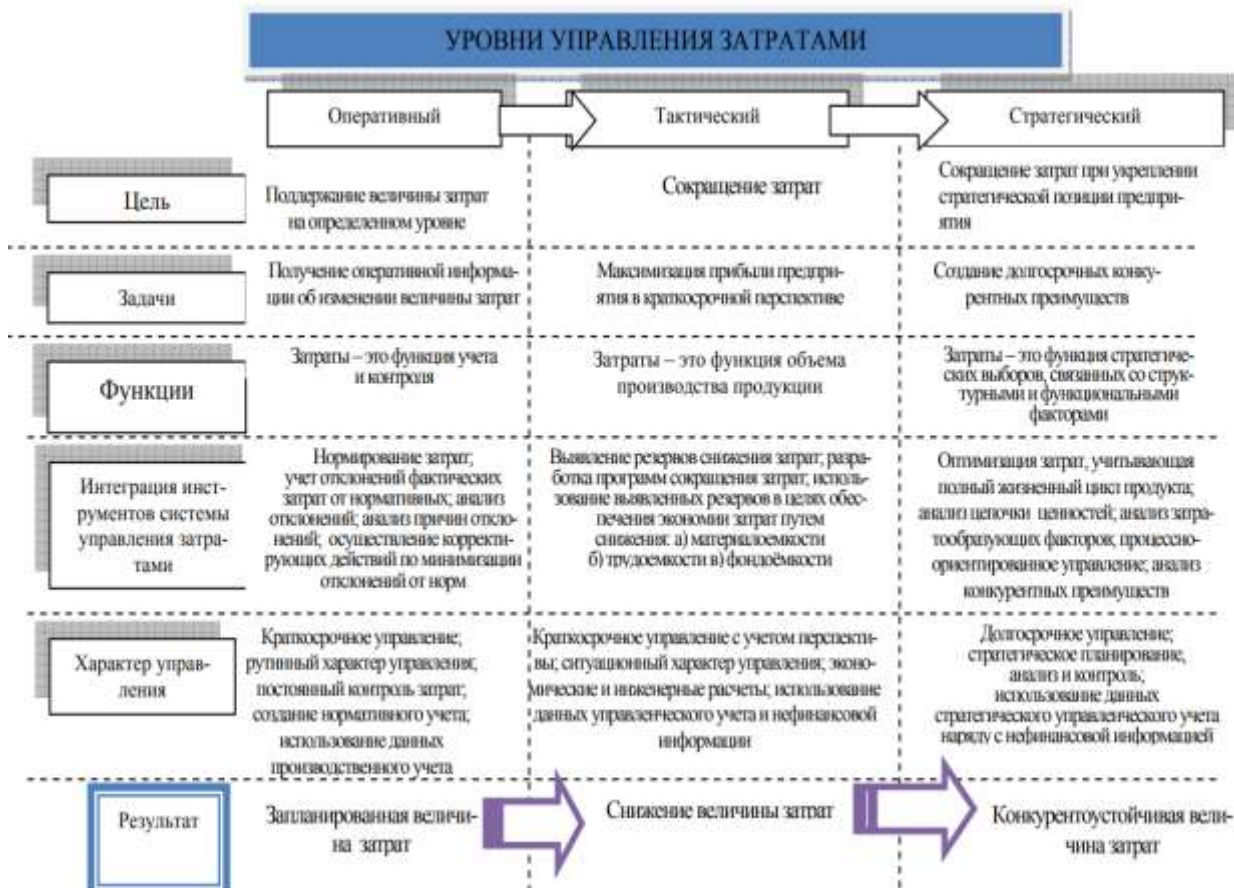 УРОВНИ УПРАВЛЕНИЯ ЗАТРАТАМИ
Оперативный
Тактический
Стратегический
Цель
Поддержание величины затрат
на определенном уровне
Сокращение затрат
Сокращение затрат при укреплении
стратегической позиции предпри-
ятия
Задачи
Получение оперативной информа-
ции об изменении величины затрат
Максимизация прибыли предпри-
ятия в краткосрочной перспективе
Создание долгосрочных конку-
рентных преимуществ
Функции
Затраты – это функция учета
и контроля
Затраты – это функция объема
производства продукции
Затраты – это функция стратегиче-
ских выборов, связанных со струк-
турными и функциональными
факторами
Интеграция инст-
рументов системы
управления затра-
тами
Нормирование затрат;
учет отклонений фактических
затрат от нормативных; анализ
отклонений; анализ причин откло-
нений; осуществление корректи-
рующих действий по минимизации
отклонений от норм
Выявление резервов снижения затрат; разра-
ботка программ сокращения затрат; исполь-
зование выявленных резервов в целях обес-
печения экономии затрат путем
снижения: а) материалоемкости
б) трудоемкости в) фондоёмкости
Оптимизация затрат, учитывающая
полный жизненный цикл продукта;
анализ цепочки ценностей; анализ затра-
тообразующих факторов; процессно-
ориентированное управление; анализ
конкурентных преимуществ
Характер управ-
ления
Краткосрочное управление;
рутинный характер управления;
постоянный контроль затрат;
создание нормативного учета;
использование данных
производственного учета
Краткосрочное управление с учетом перспекти-
вы; ситуационный характер управления; эконо-
мические и инженерные расчеты; использование
данных управленческого учета и нефинансовой
информации
Долгосрочное управление;
стратегическое планирование,
анализ и контроль;
использование данных
стратегического управленческого учета
наряду с нефинансовой информацией
Результат
Запланированная величи-
на затрат
Снижение величины затрат
Конкурентоустойчивая вели-
чина затрат